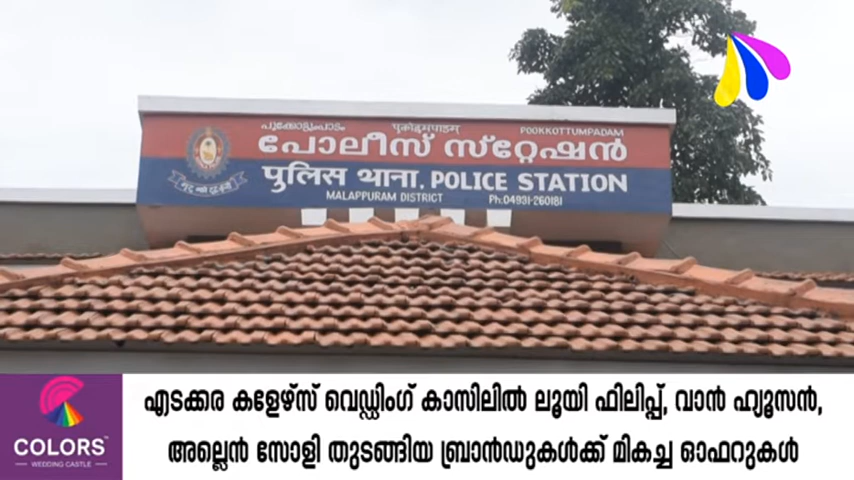 പൂക്കോട്ടുംപാടം POOKKOTTUMPADAM
പോലീസ് സ്റ്റേഷൻ
पुलिस थाना. POLICE STATION
MALAPPURAM DISTRICT Ph:04931-260181
എടക്കര കളേഴ്സ് വെഡ്ഡിംഗ് കാസിലിൽ ലൂയി ഫിലിപ്പ്, വാൻ ഹ്യൂസൻ,
അല്ലെൻ സോളി തുടങ്ങിയ ബ്രാൻഡുകൾക്ക് മികച്ച ഓഫറുകൾ
COLORS
WEDDING CASTLE